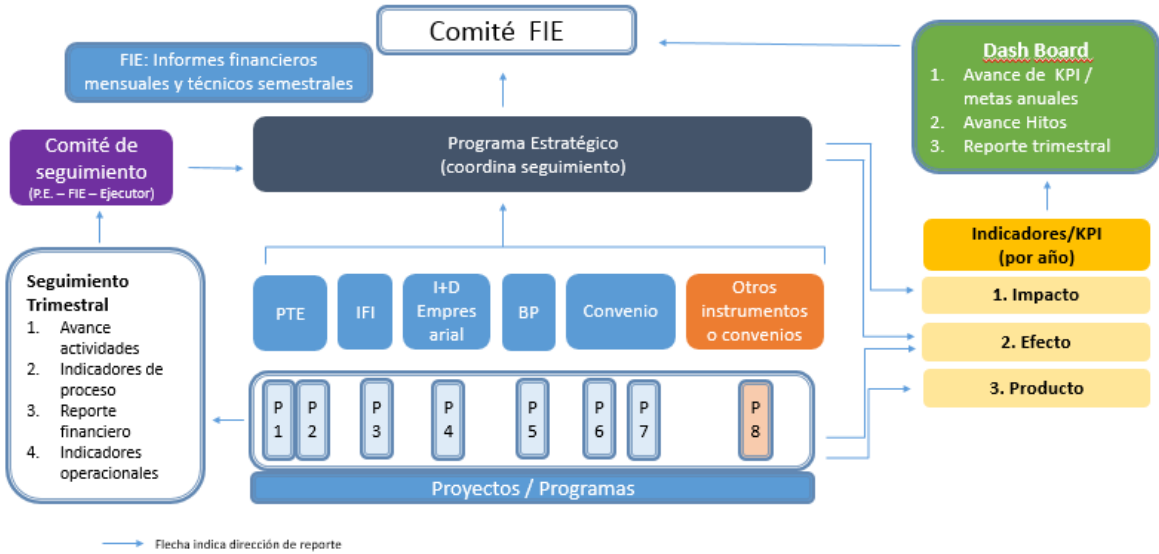 Comité FIE
FIE: Informes financieros
mensuales y técnicos semestrales
Dash Board
1. Avance de KPI /
metas anuales
2. Avance Hitos
3. Reporte trimestral
Comité de
seguimiento
(P.E. – FIE – Ejecutor)
Programa Estratégico
(coordina seguimiento)
Indicadores/KPI
(por año)
1. Impacto
2. Efecto
3. Producto
Seguimiento
Trimestral
1. Avance
actividades
2. Indicadores de
proceso
3. Reporte
financiero
4. Indicadores
operacionales
PTE
IFI
I+D
Empres
arial
BP
Convenio
Otros
instrumentos
o convenios
P
1
P
2
P
3
P
4
P
5
P
6
P
7
P
8
Proyectos / Programas
Flecha indica dirección de reporte